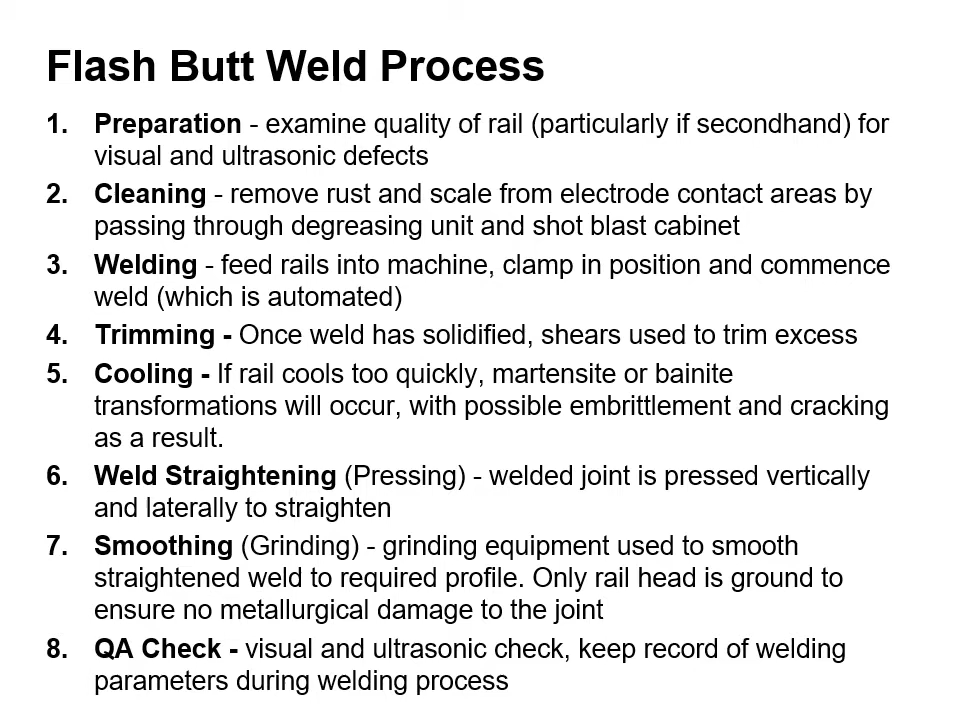 Flash Butt Weld Process
1. Preparation - examine quality of rail (particularly if secondhand) for
visual and ultrasonic defects
2. Cleaning - remove rust and scale from electrode contact areas by
passing through degreasing unit and shot blast cabinet
3. Welding - feed rails into machine, clamp in position and commence
weld (which is automated)
4. Trimming - Once weld has solidified, shears used to trim excess
5. Cooling - If rail cools too quickly, martensite or bainite
transformations will occur, with possible embrittlement and cracking
as a result.
6. Weld Straightening (Pressing) - welded joint is pressed vertically
and laterally to straighten
7. Smoothing (Grinding) - grinding equipment used to smooth
straightened weld to required profile. Only rail head is ground to
ensure no metallurgical damage to the joint
8. QA Check - visual and ultrasonic check, keep record of welding
parameters during welding process